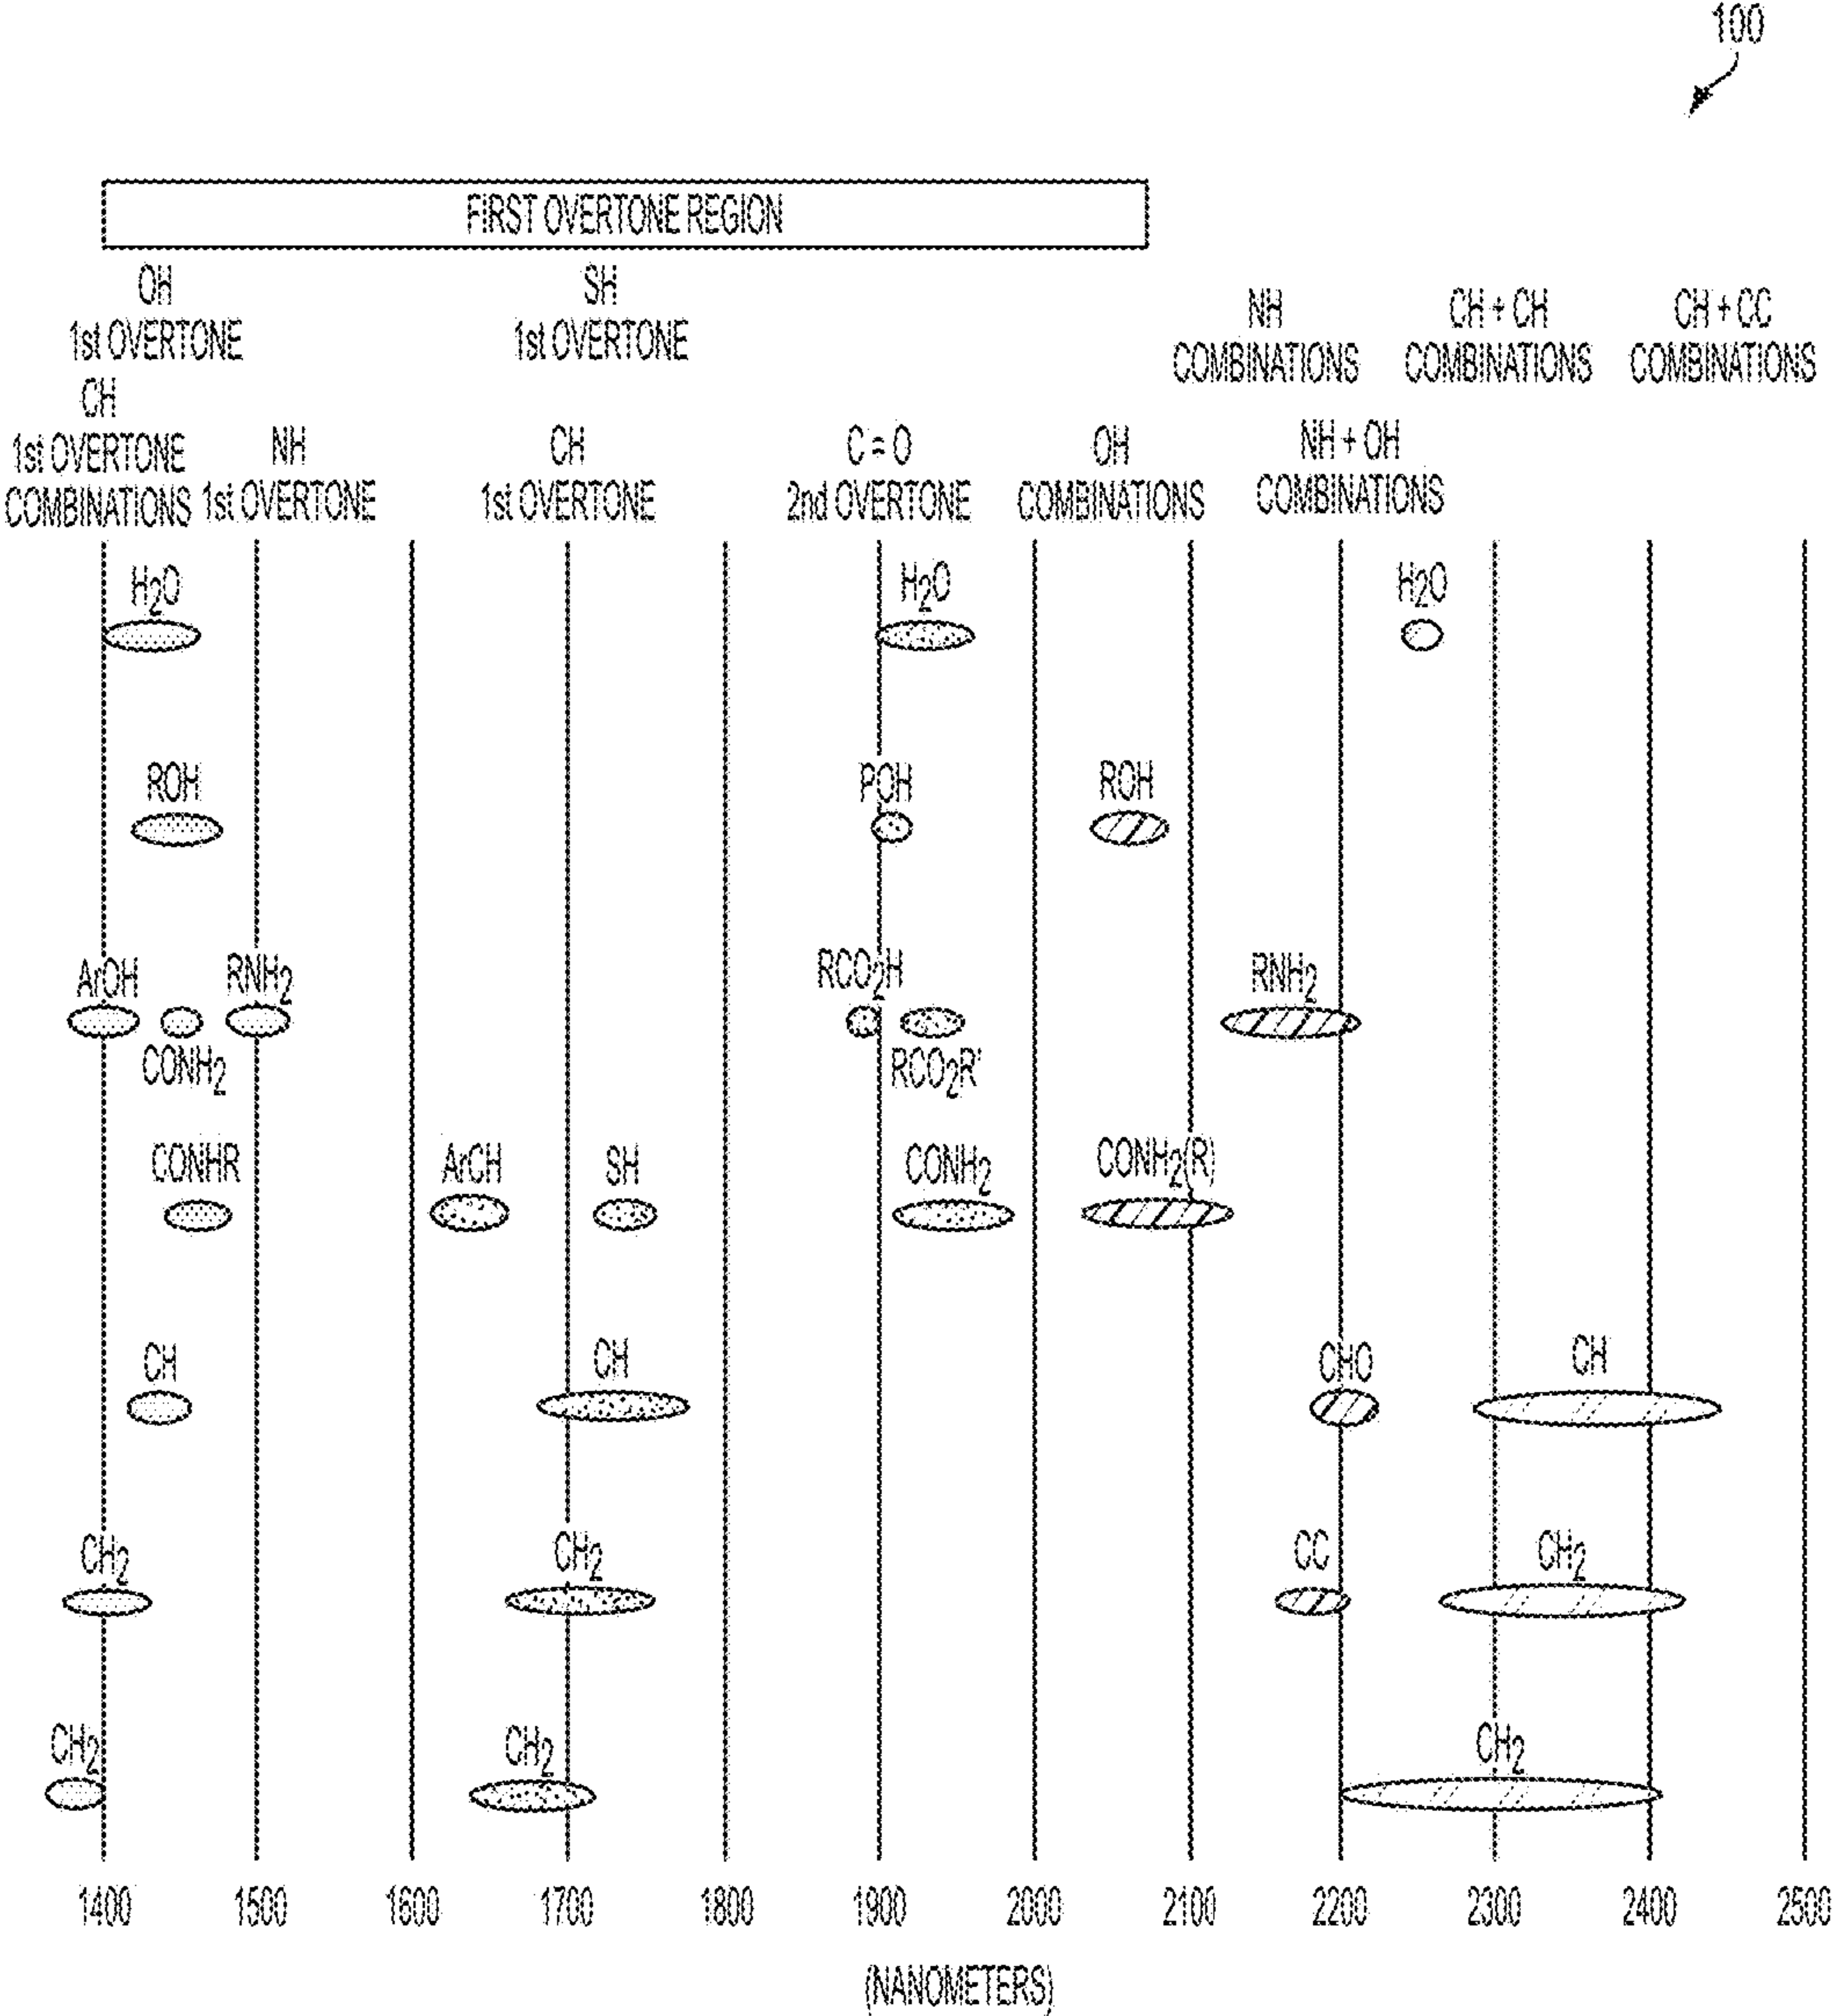 100
FIRST OVERTONE REGION
OH
1st OVERTONE
SH
1st OVERTONE
NH
COMBINATIONS
CH + CH
COMBINATIONS
CH + CC
COMBINATIONS
CH
1st OVERTONE
COMBINATIONS
NH
1st OVERTONE
CH
1st OVERTONE
C = O
2nd OVERTONE
OH
COMBINATIONS
NH + OH
COMBINATIONS
H2O H2O H2O
ROH POH ROH
ArOH RNH2 RCO2H RNH2
CONH2 RCO2R'
CONHR ArCH SH CONH2 CONH2(R)
CH CH CHO CH
CH2 CH2 CC CH2
CH2 CH2 CH2
1400 1500 1600 1700 1800 1900 2000 2100 2200 2300 2400 2500
(NANOMETERS)